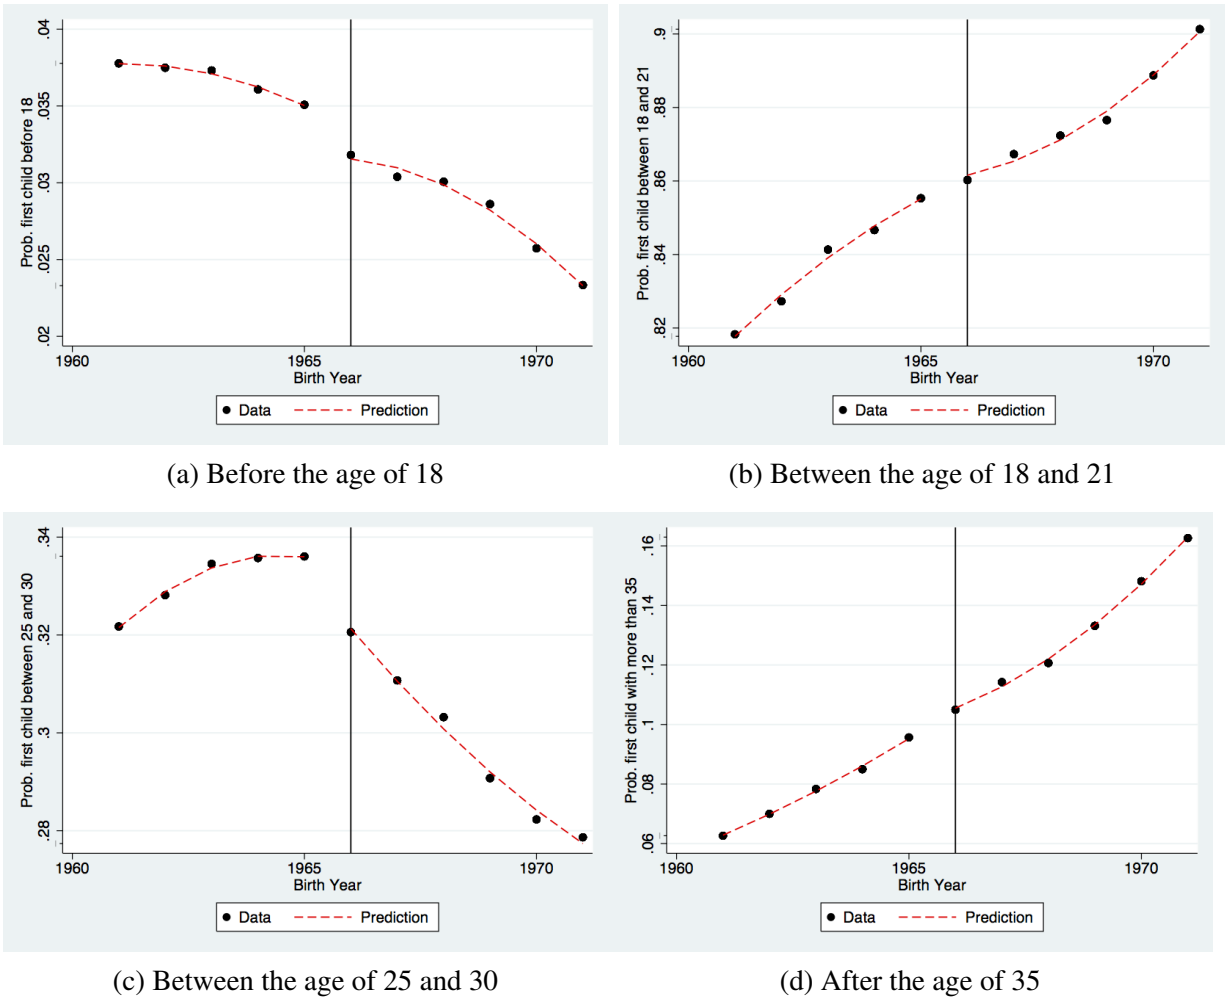 Prob. first child before 18
.04
.035
.03
.025
.02
1960
1965
1970
Birth Year
Data
Prediction
(a) Before the age of 18
Prob. first child between 18 and 21
.9
.88
.86
.84
.82
1960
1965
1970
Birth Year
Data
Prediction
(b) Between the age of 18 and 21
Prob. first child between 25 and 30
.34
.32
.3
.28
1960
1965
1970
Birth Year
Data
Prediction
(c) Between the age of 25 and 30
Prob. first child with more than 35
.16
.14
.12
.1
.08
.06
1960
1965
1970
Birth Year
Data
Prediction
(d) After the age of 35